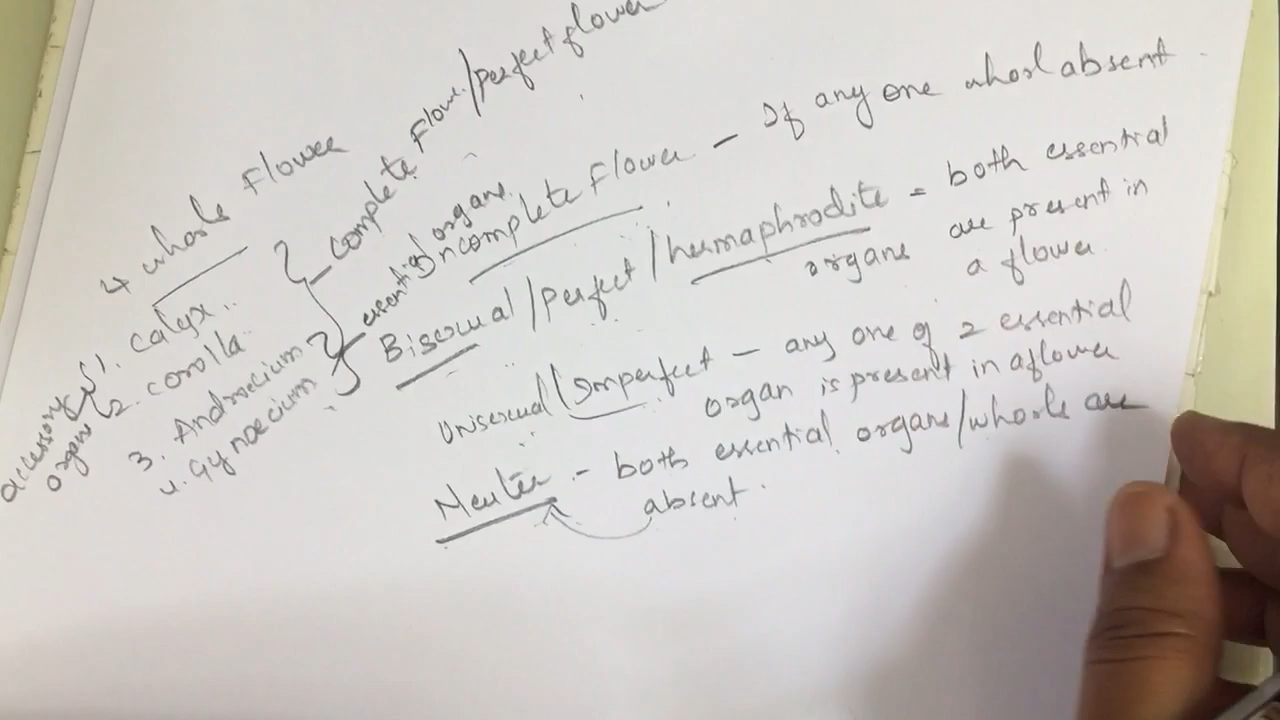 4 whorls Flower
1. Calyx..
2. corolla..
accessory organs
3. Androecium
4. Gynoecium
essential organs.
Complete Flower/perfect flower
Incomplete Flower - If any one whorl absent
Bisexual/perfect/hermaphrodite = both essential
organs are present in
a flower
Unisexual/Imperfect - any one of 2 essential
organ is present in a flower
Neuter - both essential organs/whorls are
absent.